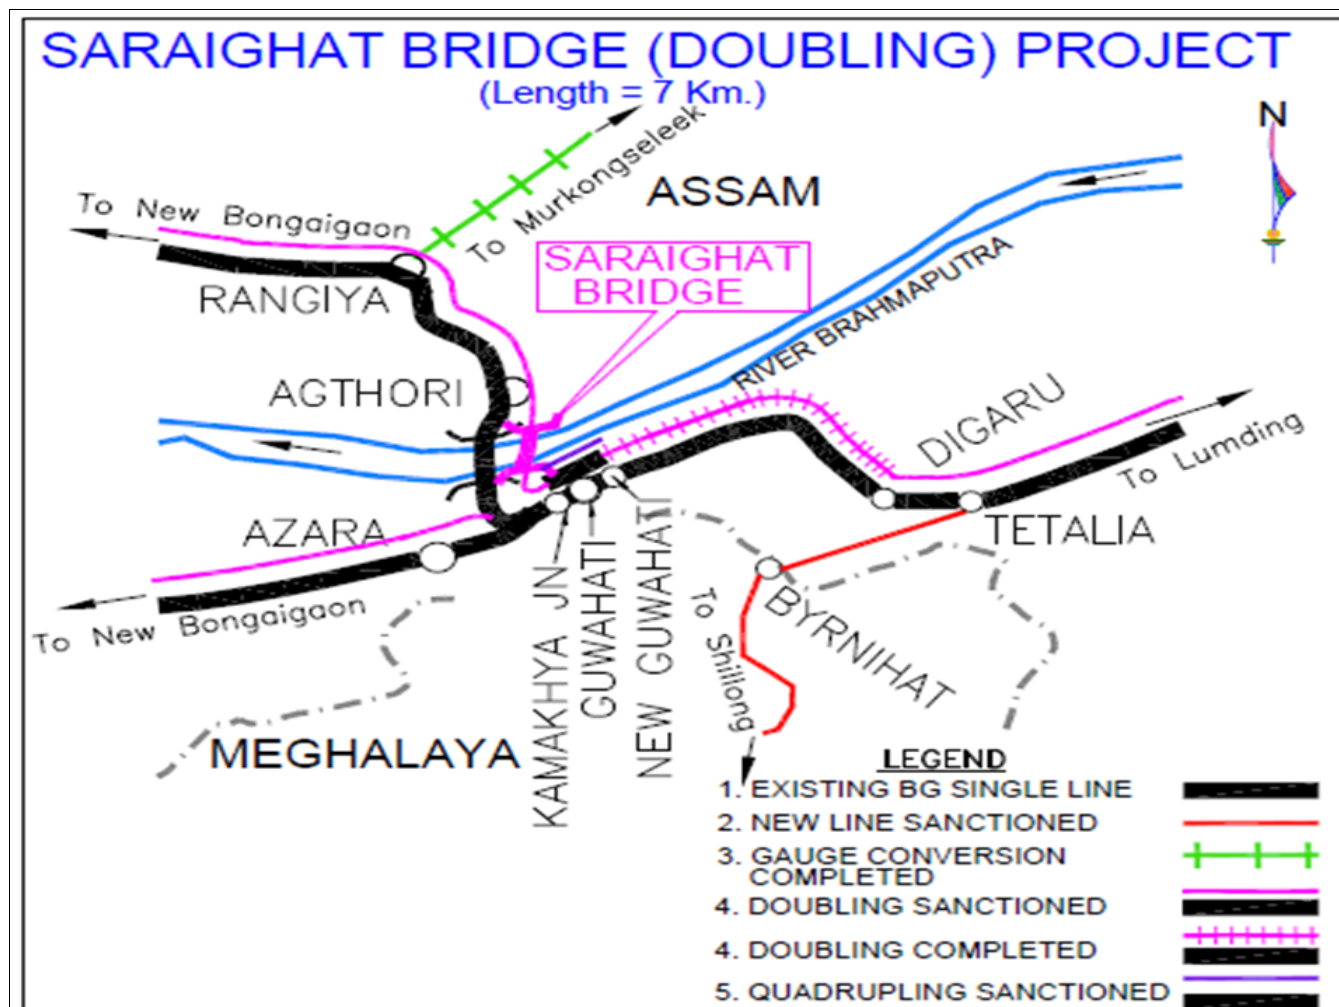 SARAIGHAT BRIDGE (DOUBLING) PROJECT
(Length = 7 Km.)
N
To Murkongseleek
ASSAM
To New Bongaigaon
SARAIGHAT
BRIDGE
RANGIYA
RIVER BRAHMAPUTRA
AGTHORI
DIGARU
To Lumding
AZARA
TETALIA
To New Bongaigaon
KAMAKHYA JN
GUWAHATI
NEW GUWAHATI
BYRNIHAT
To Shillong
MEGHALAYA
LEGEND
1. EXISTING BG SINGLE LINE
2. NEW LINE SANCTIONED
3. GAUGE CONVERSION
COMPLETED
4. DOUBLING SANCTIONED
4. DOUBLING COMPLETED
5. QUADRUPLING SANCTIONED